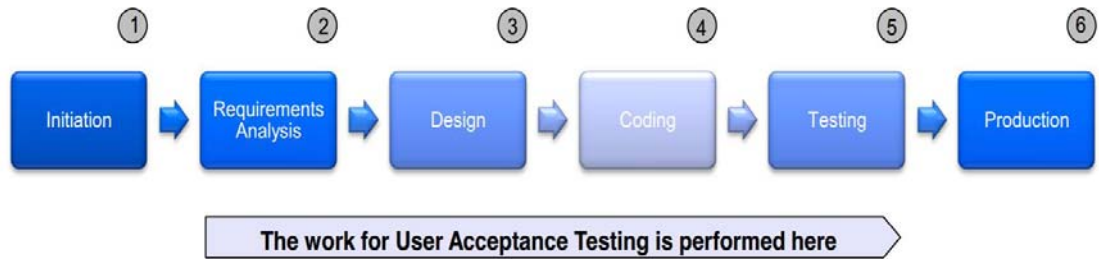 1 2 3 4 5 6
Initiation
Requirements
Analysis
Design
Coding
Testing
Production
The work for User Acceptance Testing is performed here